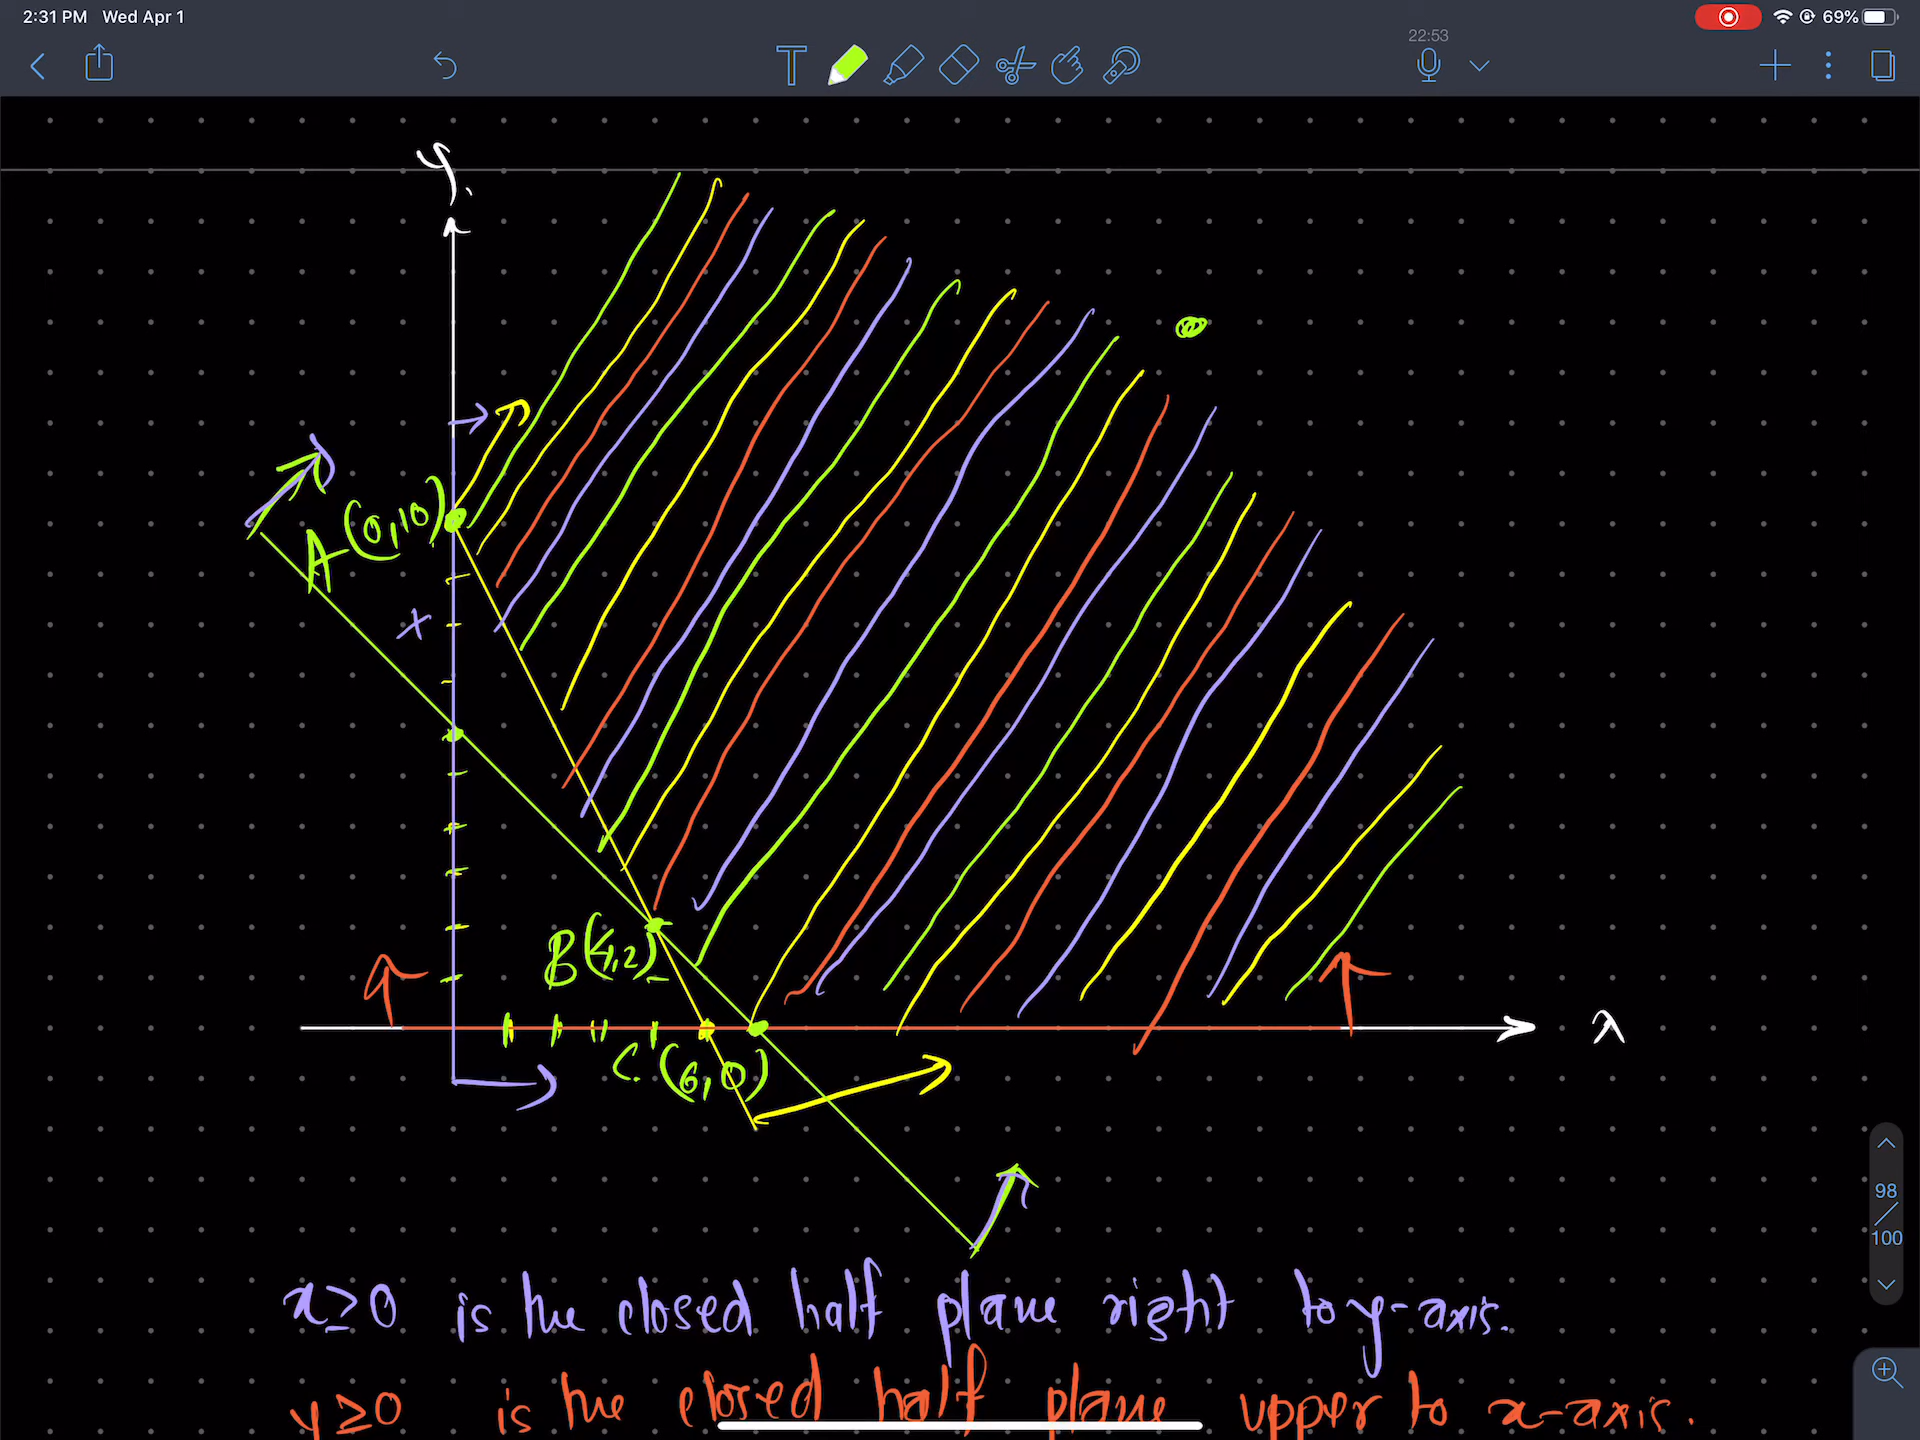 2:31 PM Wed Apr 1
69%
22:53
T
y
A(0,10)
x
B(4,2)
C(6,0)
x
98
100
x≥0 is the closed half plane right to y-axis.
y≥0 is the closed half plane upper to x-axis.